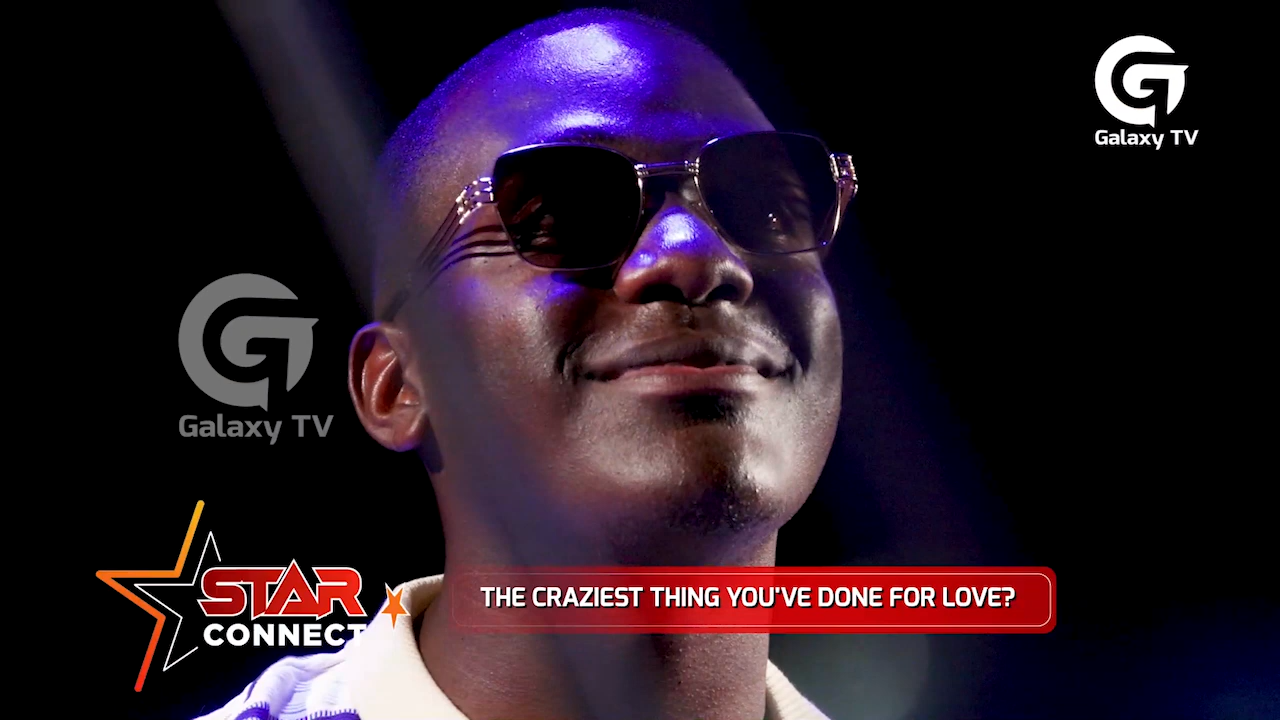 Galaxy TV
Galaxy TV
STAR
CONNECT
THE CRAZIEST THING YOU'VE DONE FOR LOVE?